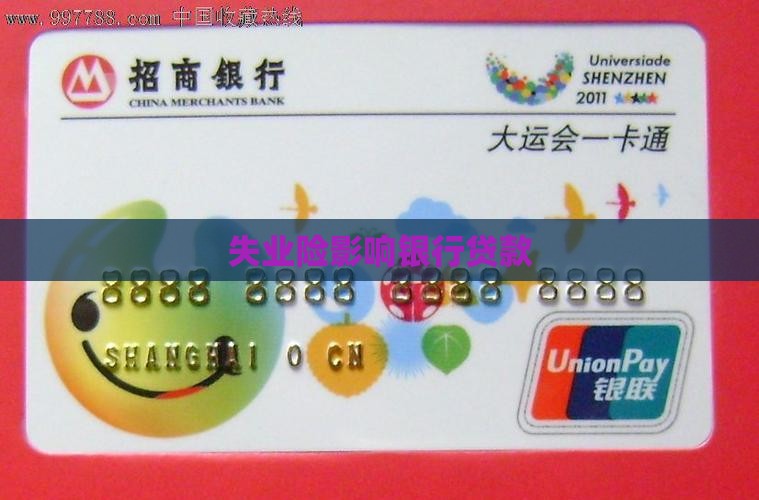 www.997788.com 中国收藏热线
招商银行
CHINA MERCHANTS BANK
Universiade
SHENZHEN
2011
大运会一卡通
失业险影响银行贷款
8888 8888 8888 8888
SHANGHAI 0 CN
UnionPay
银联